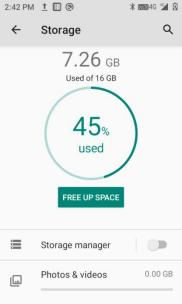 2:42 PM 4G
Storage
7.26 GB
Used of 16 GB
45%
used
FREE UP SPACE
Storage manager
Photos & videos 0.00 GB